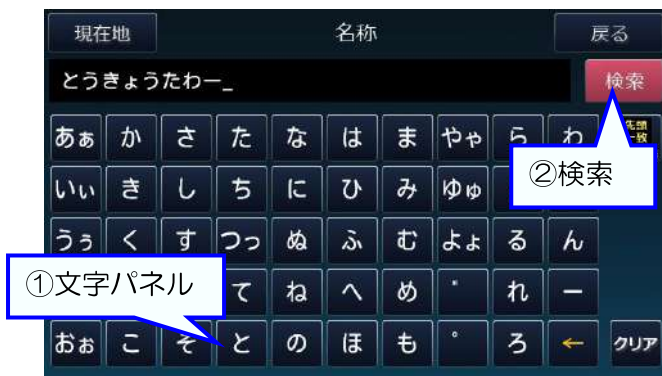 現在地 名称 戻る
とうきょうたわー_ 検索
あぁ か さ た な は ま やゃ ら わ
②検索
いぃ き し ち に ひ み ゆゅ
うぅ く す つっ ぬ ふ む よょ る ん
①文字パネル
て ね へ め ゛ れ ー
おぉ こ そ と の ほ も ゜ ろ ← クリア